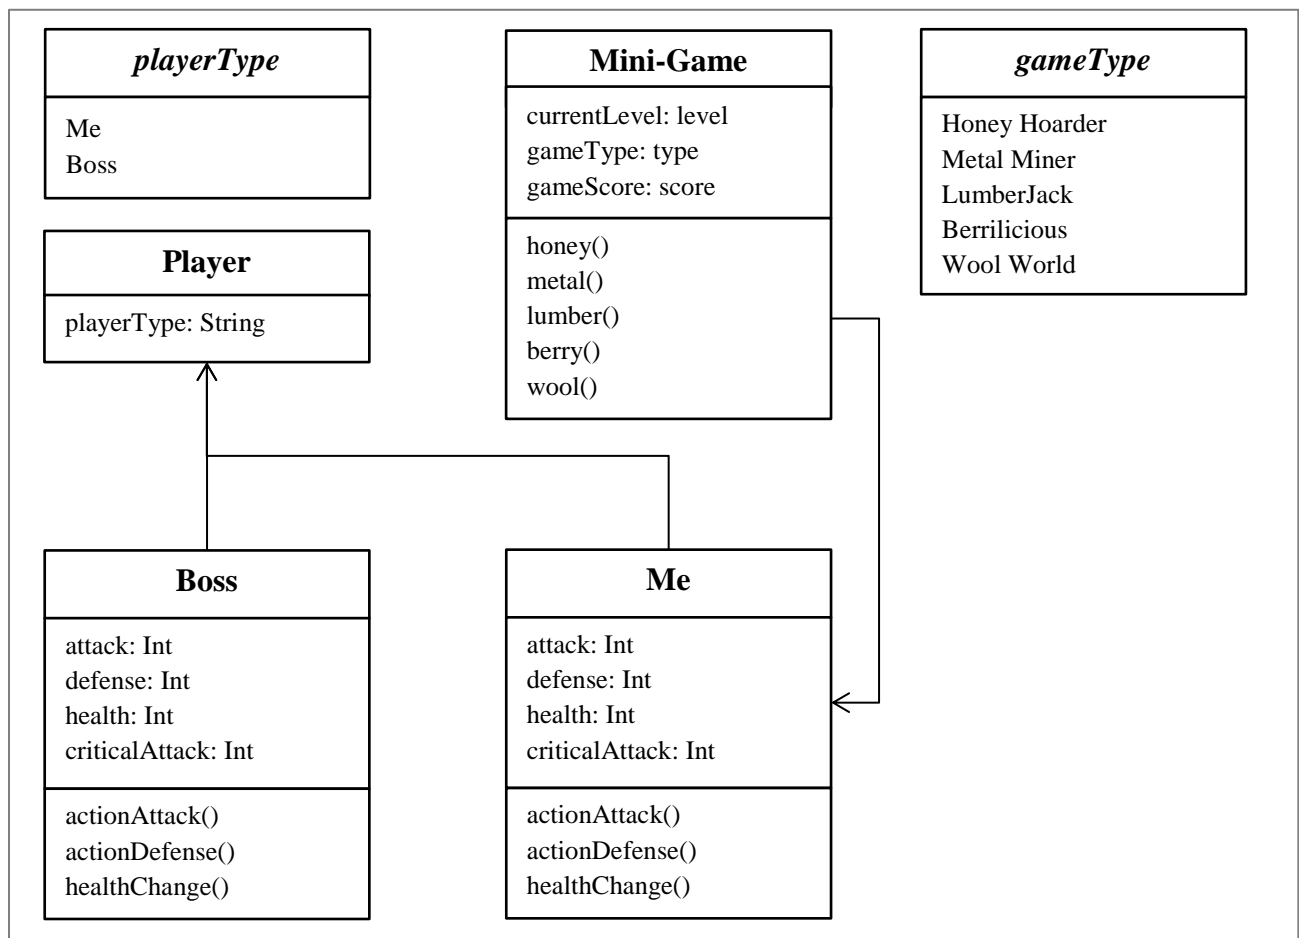 playerType
Me
Boss
Mini-Game
currentLevel: level
gameType: type
gameScore: score
honey()
metal()
lumber()
berry()
wool()
gameType
Honey Hoarder
Metal Miner
LumberJack
Berrilicious
Wool World
Player
playerType: String
Boss
attack: Int
defense: Int
health: Int
criticalAttack: Int
actionAttack()
actionDefense()
healthChange()
Me
attack: Int
defense: Int
health: Int
criticalAttack: Int
actionAttack()
actionDefense()
healthChange()